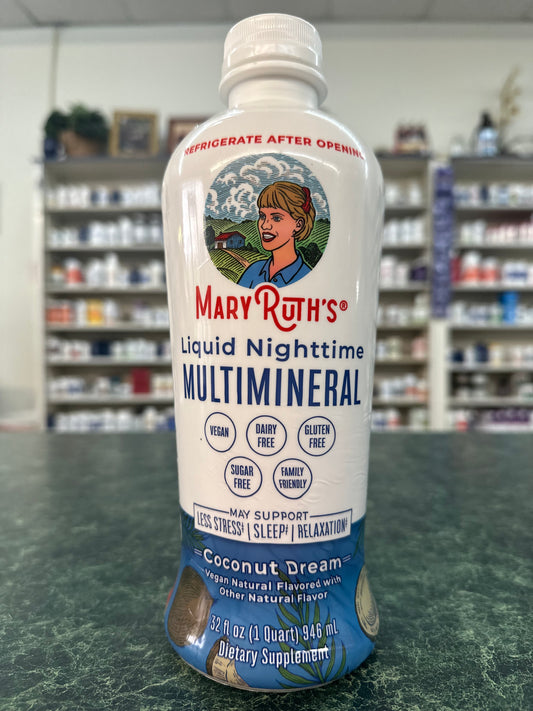 REFRIGERATE AFTER OPENING
MARY RUTH'S®
Liquid Nighttime
MULTIMINERAL
VEGAN
DAIRY FREE
GLUTEN FREE
SUGAR FREE
FAMILY FRIENDLY
MAY SUPPORT
LESS STRESS‡ | SLEEP‡ | RELAXATION‡
Coconut Dream
Vegan Natural Flavored with
Other Natural Flavor
32 fl oz (1 Quart) 946 mL
Dietary Supplement